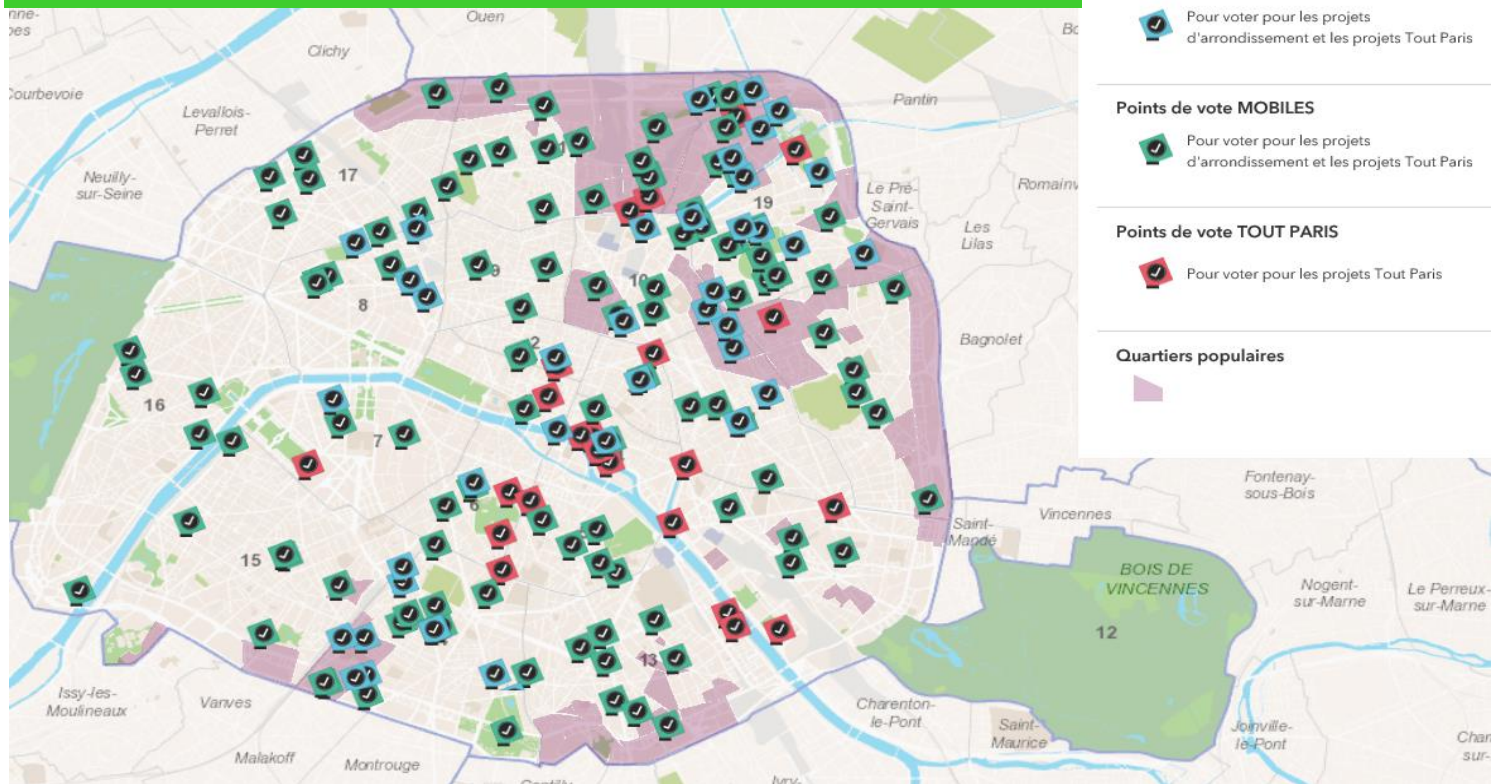 Pour voter pour les projets
d'arrondissement et les projets Tout Paris
Points de vote MOBILES
Pour voter pour les projets
d'arrondissement et les projets Tout Paris
Points de vote TOUT PARIS
Pour voter pour les projets Tout Paris
Quartiers populaires
Ouen
Clichy
Courbevoie
Levallois-
Perret
Pantin
Neuilly-
sur-Seine
17
Le Pré-
Saint-
Gervais
19
Les
Lilas
9
10
8
Bagnolet
16
7
6
Fontenay-
sous-Bois
Vincennes
Saint-
Mandé
15
BOIS DE
VINCENNES
Nogent-
sur-Marne
Le Perreux-
sur-Marne
12
13
Issy-les-
Moulineaux
Vanves
Charenton-
le-Pont
Saint-
Maurice
Joinville-
le-Pont
Malakoff
Montrouge